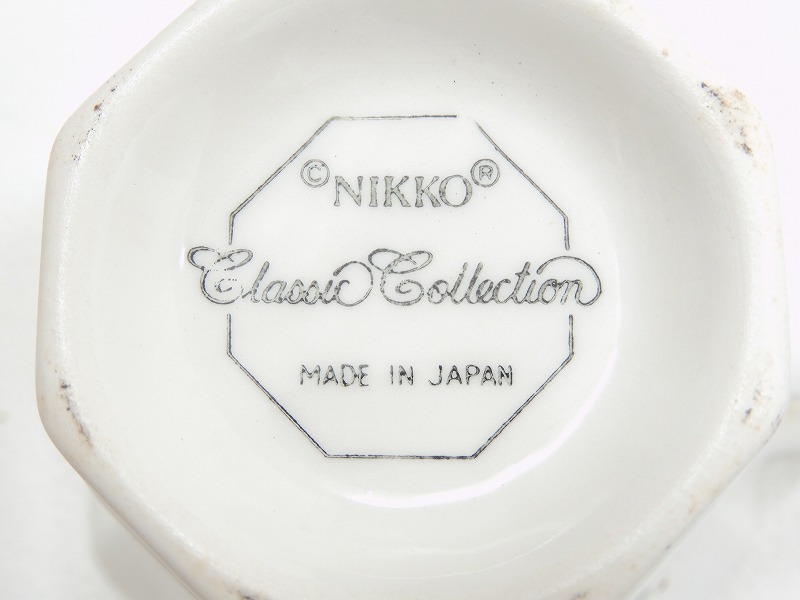 © NIKKO ®
Classic Collection
MADE IN JAPAN